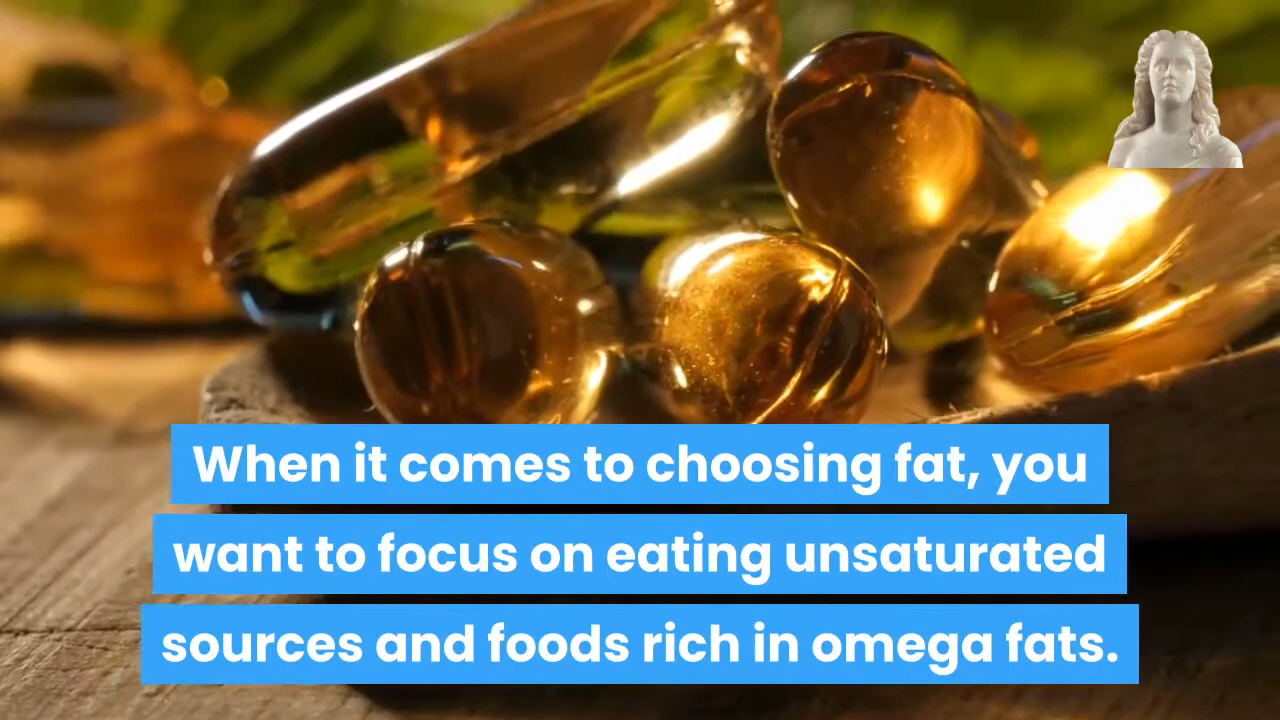 When it comes to choosing fat, you
want to focus on eating unsaturated
sources and foods rich in omega fats.